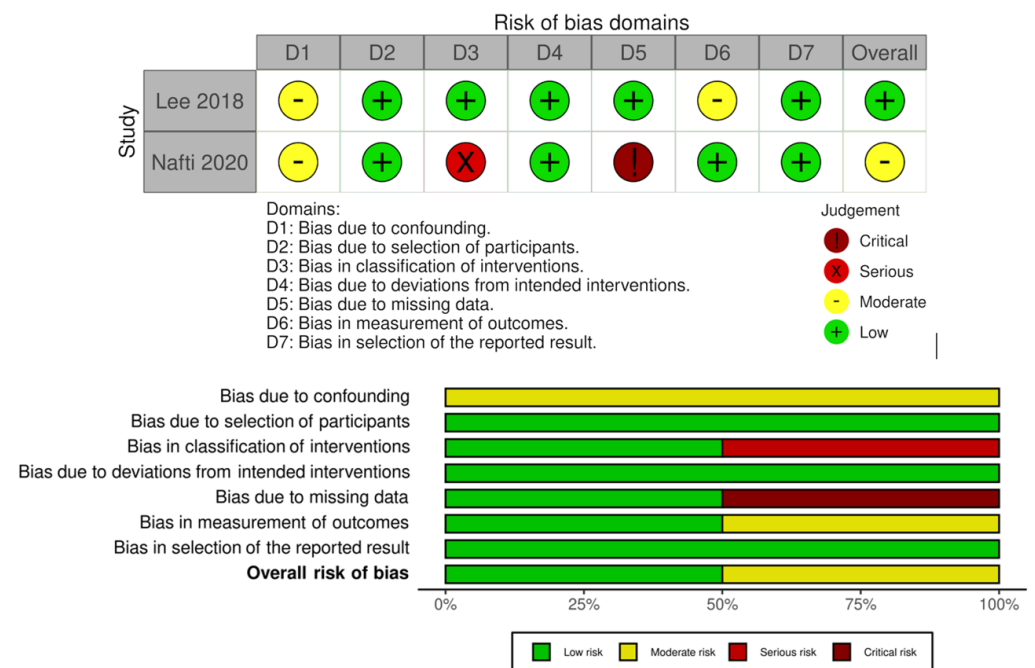 Risk of bias domains
D1 D2 D3 D4 D5 D6 D7 Overall
Study
Lee 2018 - + + + + - + +
Nafti 2020 - + X + ! + + -
Domains:
D1: Bias due to confounding.
D2: Bias due to selection of participants.
D3: Bias in classification of interventions.
D4: Bias due to deviations from intended interventions.
D5: Bias due to missing data.
D6: Bias in measurement of outcomes.
D7: Bias in selection of the reported result.
Judgement
! Critical
X Serious
- Moderate
+ Low
Bias due to confounding
Bias due to selection of participants
Bias in classification of interventions
Bias due to deviations from intended interventions
Bias due to missing data
Bias in measurement of outcomes
Bias in selection of the reported result
Overall risk of bias
0% 25% 50% 75% 100%
Low risk Moderate risk Serious risk Critical risk